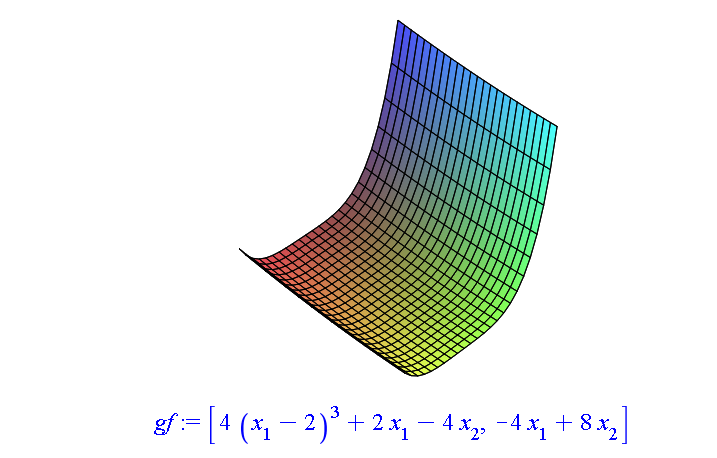 gf := [4 (x₁ − 2)³ + 2 x₁ − 4 x₂, −4 x₁ + 8 x₂]